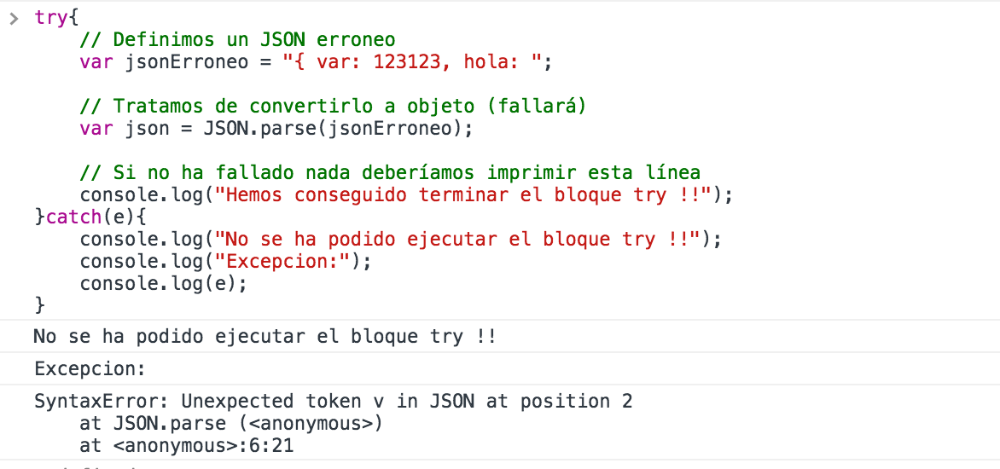 > try{
// Definimos un JSON erroneo
var jsonErroneo = "{ var: 123123, hola: ";
// Tratamos de convertirlo a objeto (fallará)
var json = JSON.parse(jsonErroneo);
// Si no ha fallado nada deberíamos imprimir esta línea
console.log("Hemos conseguido terminar el bloque try !!");
}catch(e){
console.log("No se ha podido ejecutar el bloque try !!");
console.log("Excepcion:");
console.log(e);
}
No se ha podido ejecutar el bloque try !!
Excepcion:
SyntaxError: Unexpected token v in JSON at position 2
at JSON.parse (<anonymous>)
at <anonymous>:6:21